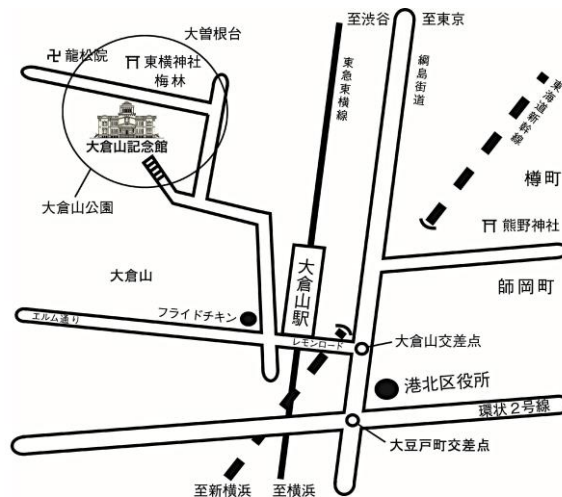 大曽根台
至渋谷
至東京
卍 龍松院
東横神社
梅林
東急東横線
綱島街道
東海道新幹線
大倉山記念館
樽町
大倉山公園
熊野神社
大倉山
大倉山駅
師岡町
フライドチキン
エルム通り
レモンロード
大倉山交差点
港北区役所
環状2号線
大豆戸町交差点
至新横浜
至横浜